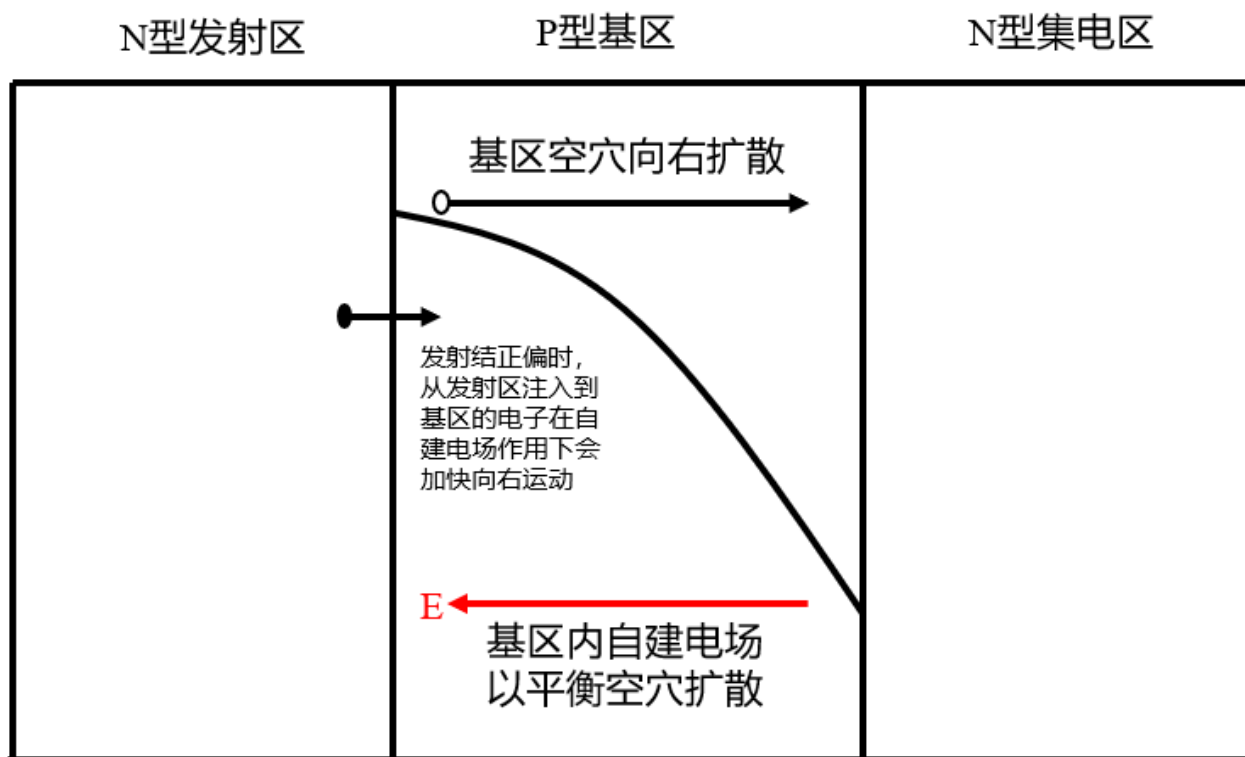 N型发射区
P型基区
N型集电区
基区空穴向右扩散
发射结正偏时，
从发射区注入到
基区的电子在自
建电场作用下会
加快向右运动
E
基区内自建电场
以平衡空穴扩散